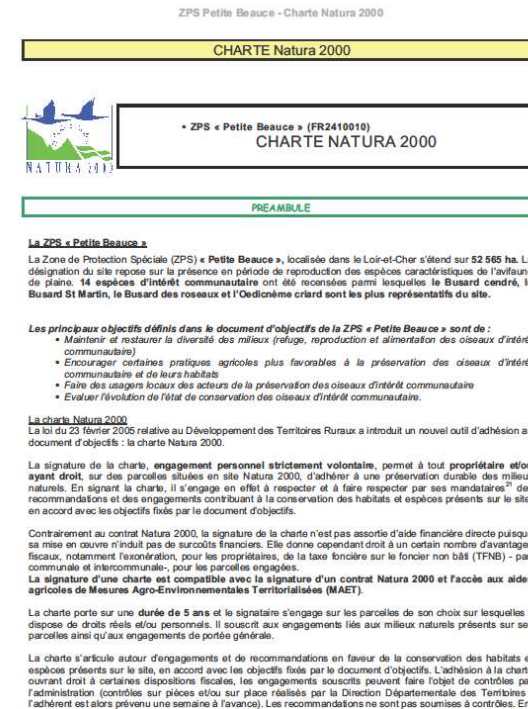 ZPS Petite Beauce - Charte Natura 2000
CHARTE Natura 2000
NATURA 2000
▪ ZPS « Petite Beauce » (FR2410010)
CHARTE NATURA 2000
PREAMBULE
La ZPS « Petite Beauce »
La Zone de Protection Spéciale (ZPS) « Petite Beauce », localisée dans le Loir-et-Cher s'étend sur 52 565 ha. L
désignation du site repose sur la présence en période de reproduction des espèces caractéristiques de l'avifaun
de plaine. 14 espèces d'intérêt communautaire ont été recensées parmi lesquelles le Busard cendré, l
Busard St Martin, le Busard des roseaux et l'Oedicnème criard sont les plus représentatifs du site.
Les principaux objectifs définis dans le document d'objectifs de la ZPS « Petite Beauce » sont de :
▪ Maintenir et restaurer la diversité des milieux (refuge, reproduction et alimentation des oiseaux d'intérê
communautaire)
▪ Encourager certaines pratiques agricoles plus favorables à la préservation des oiseaux d'intérê
communautaire et de leurs habitats
▪ Faire des usagers locaux des acteurs de la préservation des oiseaux d'intérêt communautaire
▪ Evaluer l'évolution de l'état de conservation des oiseaux d'intérêt communautaire.
La charte Natura 2000
La loi du 23 février 2005 relative au Développement des Territoires Ruraux a introduit un nouvel outil d'adhésion au
document d'objectifs : la charte Natura 2000.
La signature de la charte, engagement personnel strictement volontaire, permet à tout propriétaire et/ou
ayant droit, sur des parcelles situées en site Natura 2000, d'adhérer à une préservation durable des milieux
naturels. En signant la charte, il s'engage en effet à respecter et à faire respecter par ses mandataires21 de
recommandations et des engagements contribuant à la conservation des habitats et espèces présents sur le site
en accord avec les objectifs fixés par le document d'objectifs.
Contrairement au contrat Natura 2000, la signature de la charte n'est pas assortie d'aide financière directe puisqu
sa mise en œuvre n'induit pas de surcoûts financiers. Elle donne cependant droit à un certain nombre d'avantage
fiscaux, notamment l'exonération, pour les propriétaires, de la taxe foncière sur le foncier non bâti (TFNB) - par
communale et intercommunale-, pour les parcelles engagées.
La signature d'une charte est compatible avec la signature d'un contrat Natura 2000 et l'accès aux aide
agricoles de Mesures Agro-Environnementales Territorialisées (MAET).
La charte porte sur une durée de 5 ans et le signataire s'engage sur les parcelles de son choix sur lesquelles
dispose de droits réels et/ou personnels. Il souscrit aux engagements liés aux milieux naturels présents sur se
parcelles ainsi qu'aux engagements de portée générale.
La charte s'articule autour d'engagements et de recommandations en faveur de la conservation des habitats e
espèces présents sur le site, en accord avec les objectifs fixés par le document d'objectifs. L'adhésion à la chart
ouvrant droit à certaines dispositions fiscales, les engagements souscrits peuvent faire l'objet de contrôles pa
l'administration (contrôles sur pièces et/ou sur place réalisés par la Direction Départementale des Territoires
l'adhérent est alors prévenu une semaine à l'avance). Les recommandations ne sont pas soumises à contrôles. E